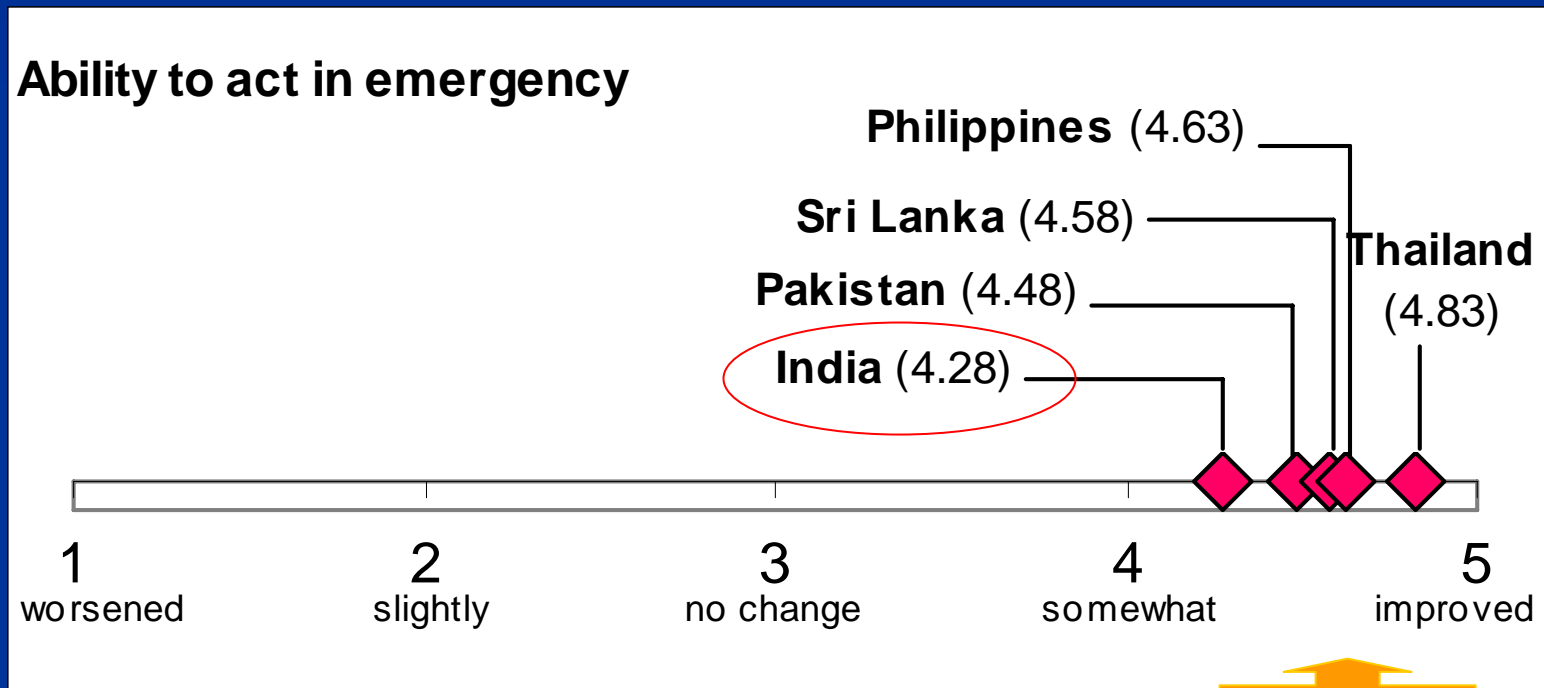 Ability to act in emergency
Philippines (4.63)
Sri Lanka (4.58)
Thailand
(4.83)
Pakistan (4.48)
India (4.28)
1 2 3 4 5
worsened slightly no change somewhat improved